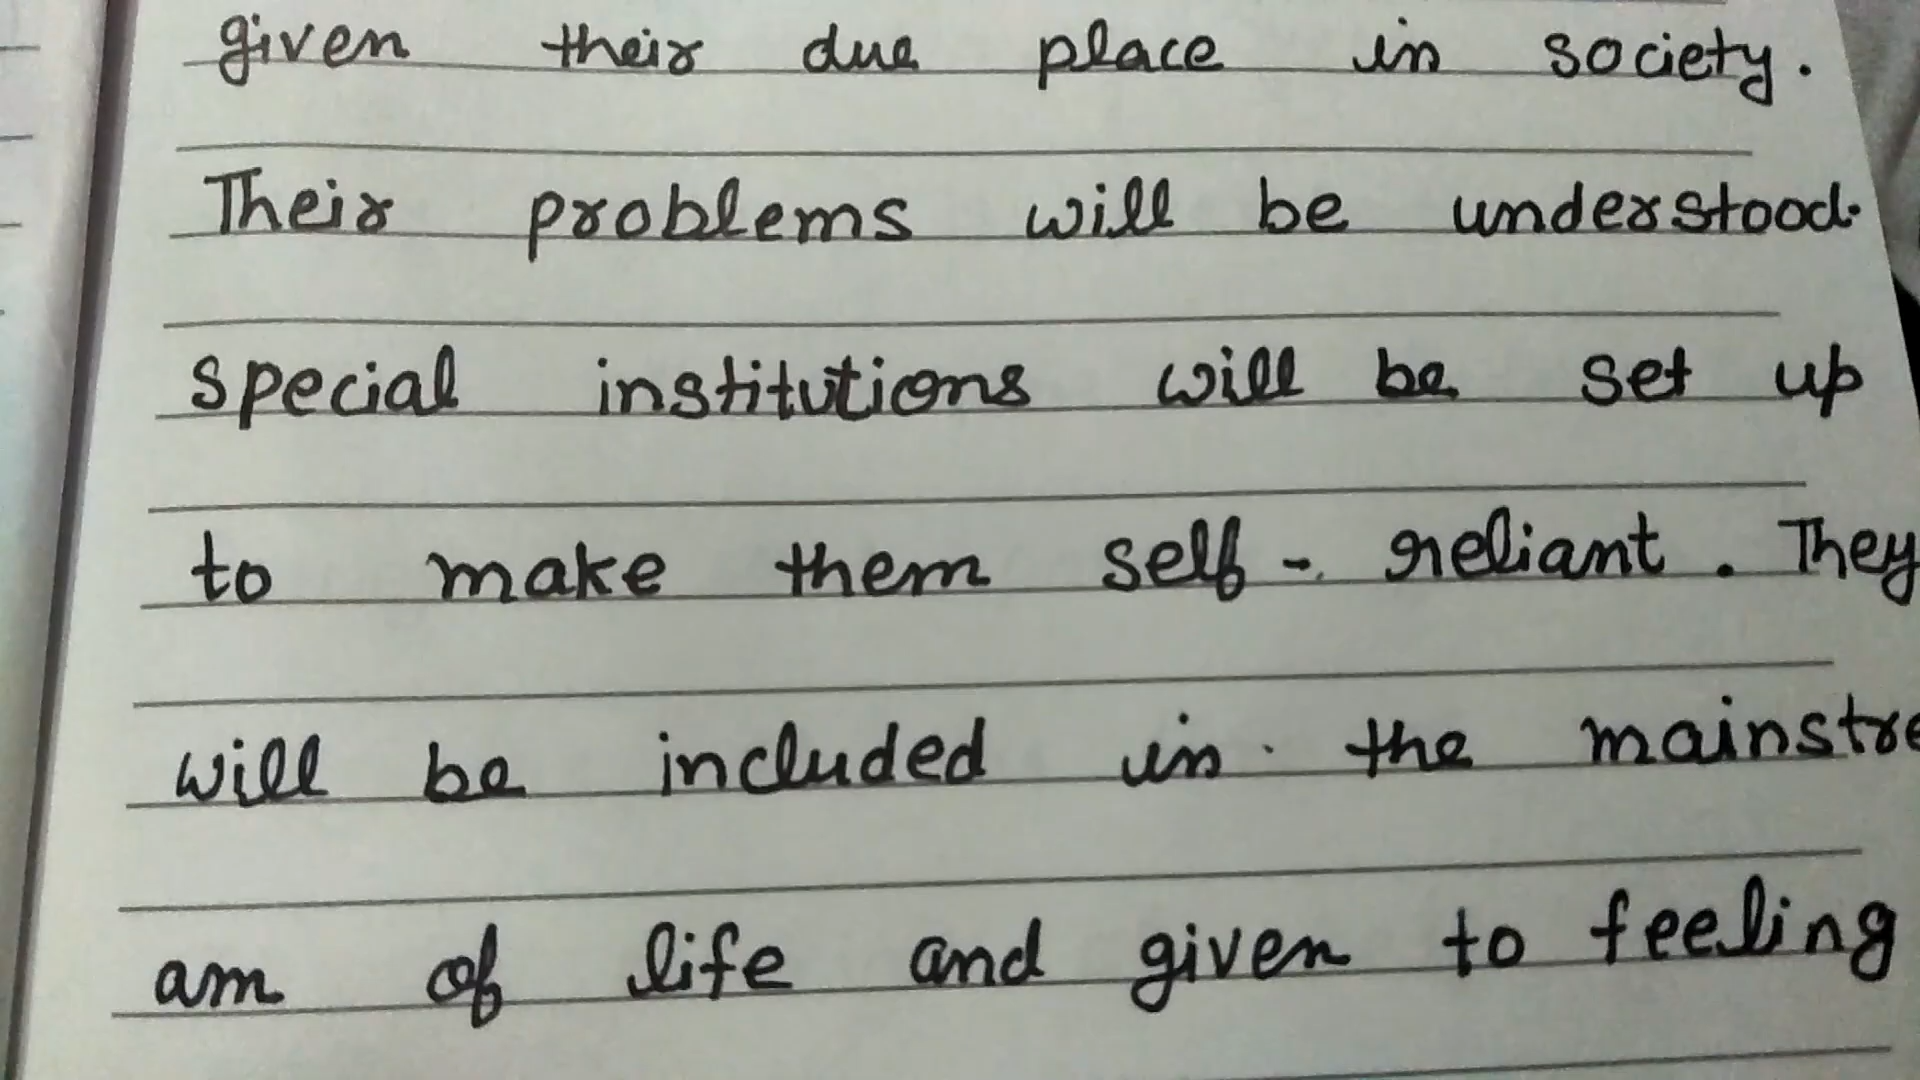 given their due place in society.
Their problems will be understood.
special institutions will be set up
to make them self - reliant. They
will be included in the mainstre
am of life and given to feeling